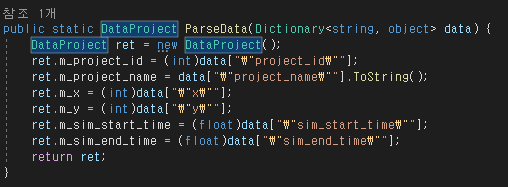 참조 1개
public static DataProject ParseData(Dictionary<string, object> data) {
DataProject ret = new DataProject();
ret.m_project_id = (int)data["₩"project_id₩""];
ret.m_project_name = data["₩"project_name₩""].ToString();
ret.m_x = (int)data["₩"x₩""];
ret.m_y = (int)data["₩"y₩""];
ret.m_sim_start_time = (float)data["₩"sim_start_time₩""];
ret.m_sim_end_time = (float)data["₩"sim_end_time₩""];
return ret;
}